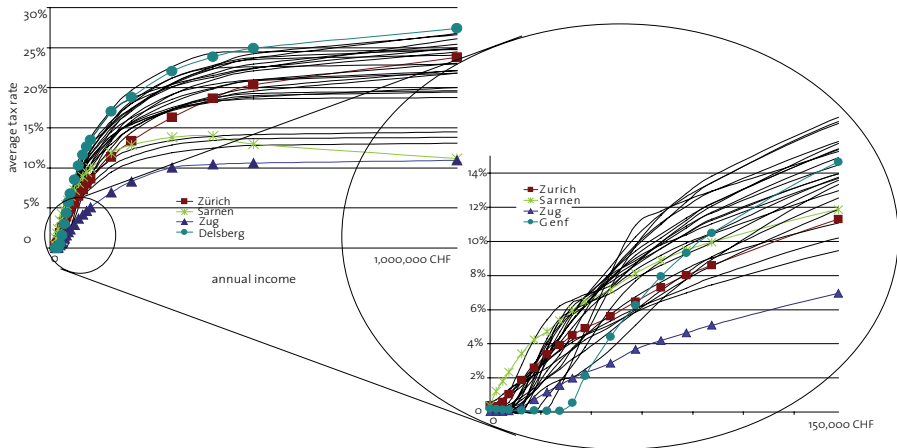 30%
25%
20%
15%
10%
5%
0
average tax rate
Zürich
Sarnen
Zug
Delsberg
0
1,000,000 CHF
annual income
14%
12%
10%
8%
6%
4%
2%
0
Zurich
Sarnen
Zug
Genf
0
150,000 CHF